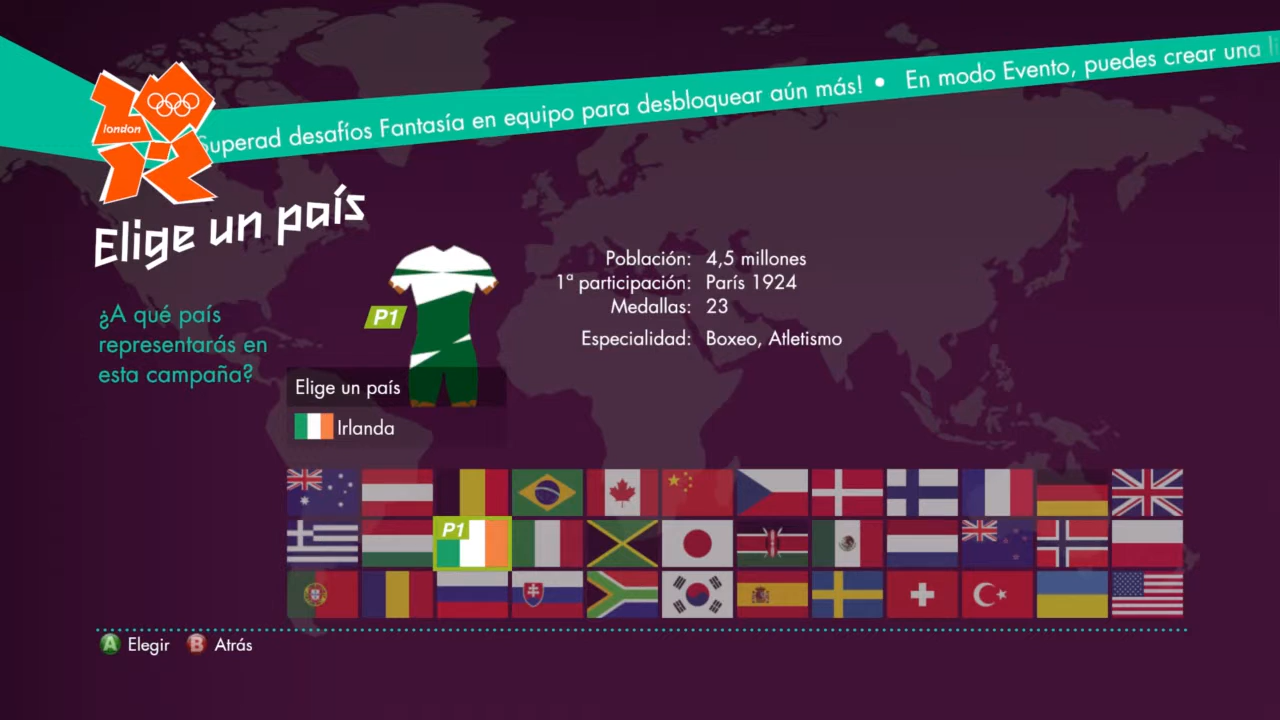 Superad desafíos Fantasía en equipo para desbloquear aún más! • En modo Evento, puedes crear una
london
Elige un país
¿A qué país
representarás en
esta campaña?
P1
Población: 4,5 millones
1ª participación: París 1924
Medallas: 23
Especialidad: Boxeo, Atletismo
Elige un país
Irlanda
P1
A Elegir B Atrás